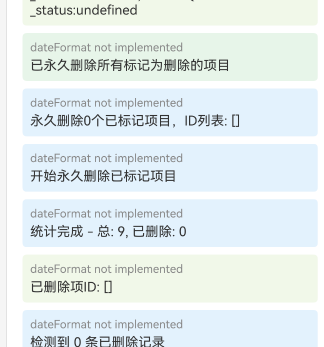 _status:undefined
dateFormat not implemented
已永久删除所有标记为删除的项目
dateFormat not implemented
永久删除0个已标记项目，ID列表: []
dateFormat not implemented
开始永久删除已标记项目
dateFormat not implemented
统计完成 – 总: 9, 已删除: 0
dateFormat not implemented
已删除项ID: []
dateFormat not implemented
检测到 0 条已删除记录